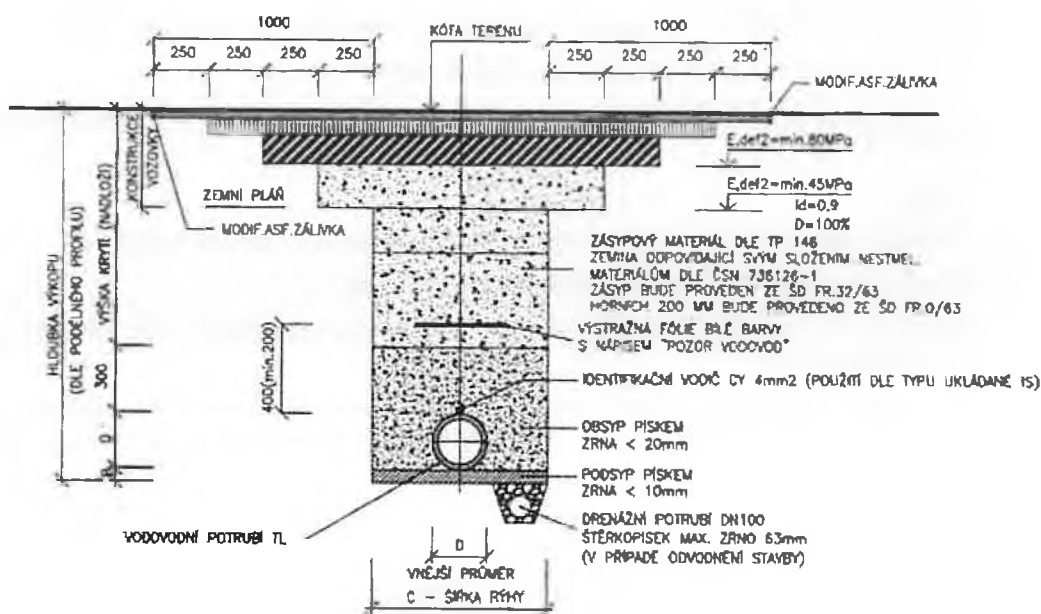 1000
1000
KÓTA TERÉNU
250 250 250 250
250 250 250 250
MODIF.ASF.ZÁLIVKA
E,def2=min.80MPa
E,def2=min.45MPa
Id=0,9
D=100%
KONSTRUKCE
VOZOVKY
ZEMNÍ PLÁŇ
MODIF.ASF.ZÁLIVKA
HLOUBKA VÝKOPU
(DLE PODÉLNÉHO PROFILU)
VÝŠKA KRYTÍ (NADLOŽÍ)
300
D
ZÁSYPOVÝ MATERIÁL DLE TP 146
ZEMINA ODPOVÍDAJÍCÍ SVÝM SLOŽENÍM NESTMEL.
MATERIÁLŮM DLE ČSN 736126-1
ZÁSYP BUDE PROVEDEN ZE ŠD FR.32/63
HORNÍCH 200 MM BUDE PROVEDENO ZE ŠD FR.0/63
VÝSTRAŽNÁ FÓLIE BÍLÉ BARVY
S NÁPISEM "POZOR VODOVOD"
400(min.200)
IDENTIFIKAČNÍ VODIČ CY 4mm2 (POUŽITÍ DLE TYPU UKLÁDANÉ IS)
OBSYP PÍSKEM
ZRNA < 20mm
PODSYP PÍSKEM
ZRNA < 10mm
DRENÁŽNÍ POTRUBÍ DN100
ŠTĚRKOPÍSEK MAX. ZRNO 63mm
(V PŘÍPADĚ ODVODNĚNÍ STAVBY)
VODOVODNÍ POTRUBÍ TL
D
VNĚJŠÍ PRŮMĚR
C - ŠÍŘKA RÝHY